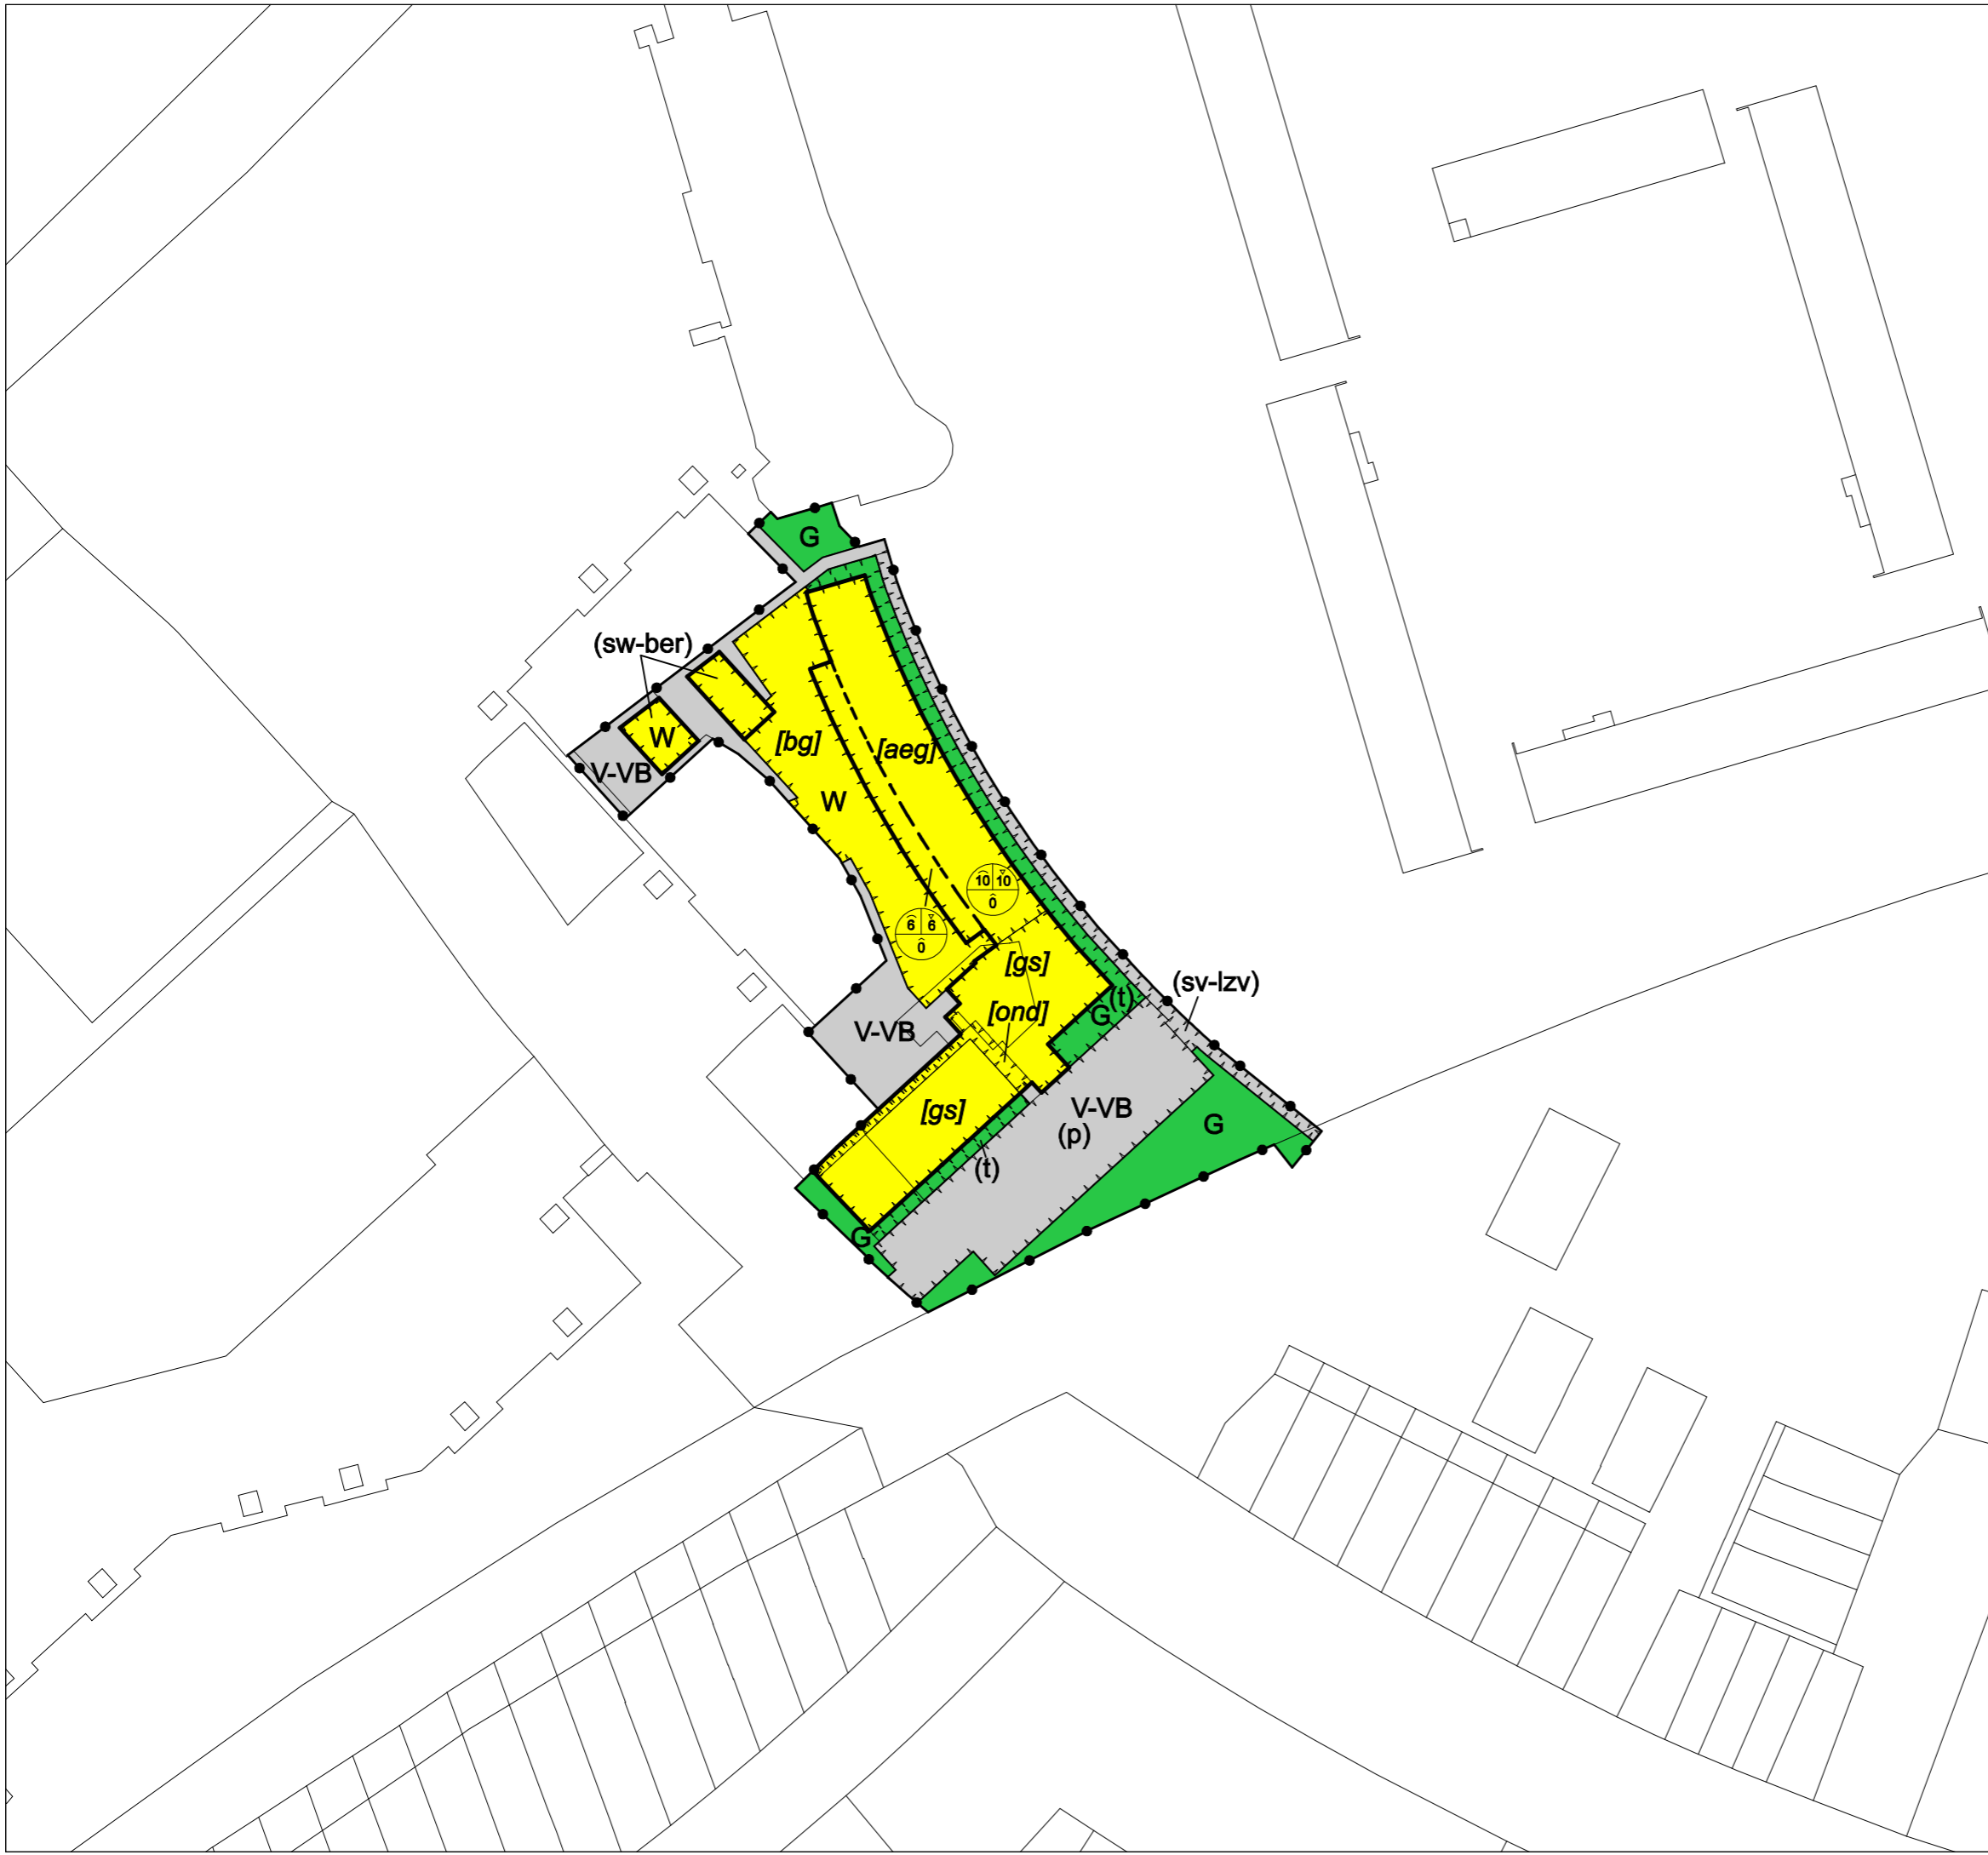 G
(sw-ber)
W
V-VB
[bg]
[aeg]
W
10 10
0
6 6
0
[gs]
(sv-lzv)
(t)
G
[ond]
V-VB
[gs]
V-VB
(p)
G
(t)
G